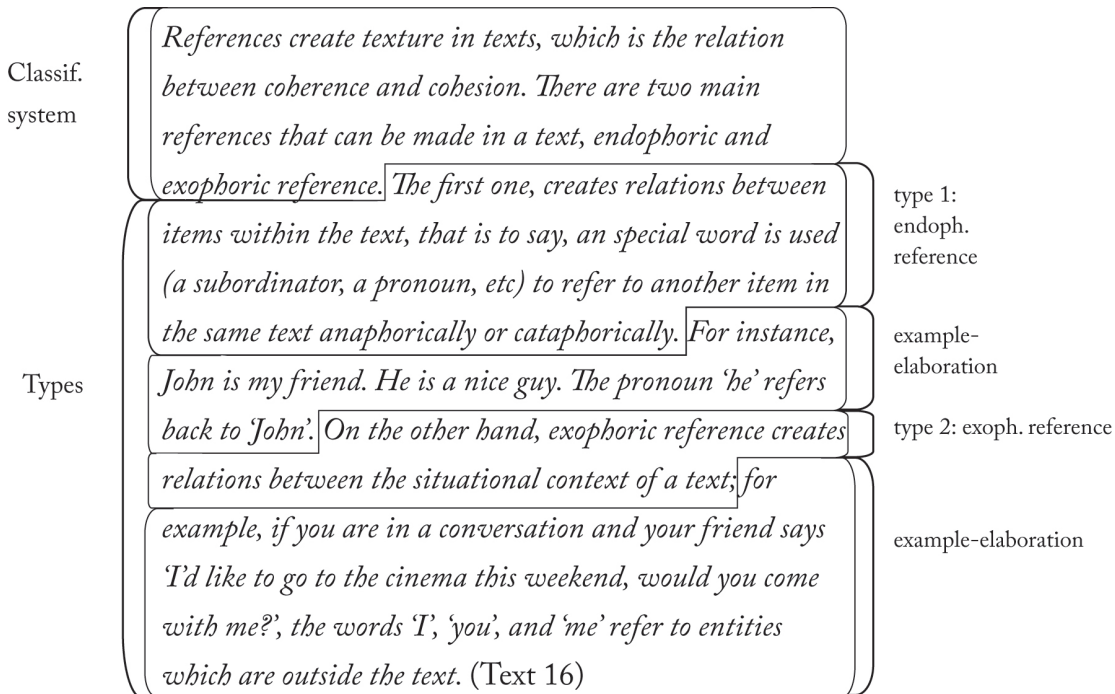 Classif.
system
References create texture in texts, which is the relation
between coherence and cohesion. There are two main
references that can be made in a text, endophoric and
exophoric reference. The first one, creates relations between
items within the text, that is to say, an special word is used
(a subordinator, a pronoun, etc) to refer to another item in
the same text anaphorically or cataphorically. For instance,
John is my friend. He is a nice guy. The pronoun ‘he’ refers
back to ‘John’. On the other hand, exophoric reference creates
relations between the situational context of a text; for
example, if you are in a conversation and your friend says
‘I’d like to go to the cinema this weekend, would you come
with me?’, the words ‘I’, ‘you’, and ‘me’ refer to entities
which are outside the text. (Text 16)
Types
type 1:
endoph.
reference
example-
elaboration
type 2: exoph. reference
example-elaboration